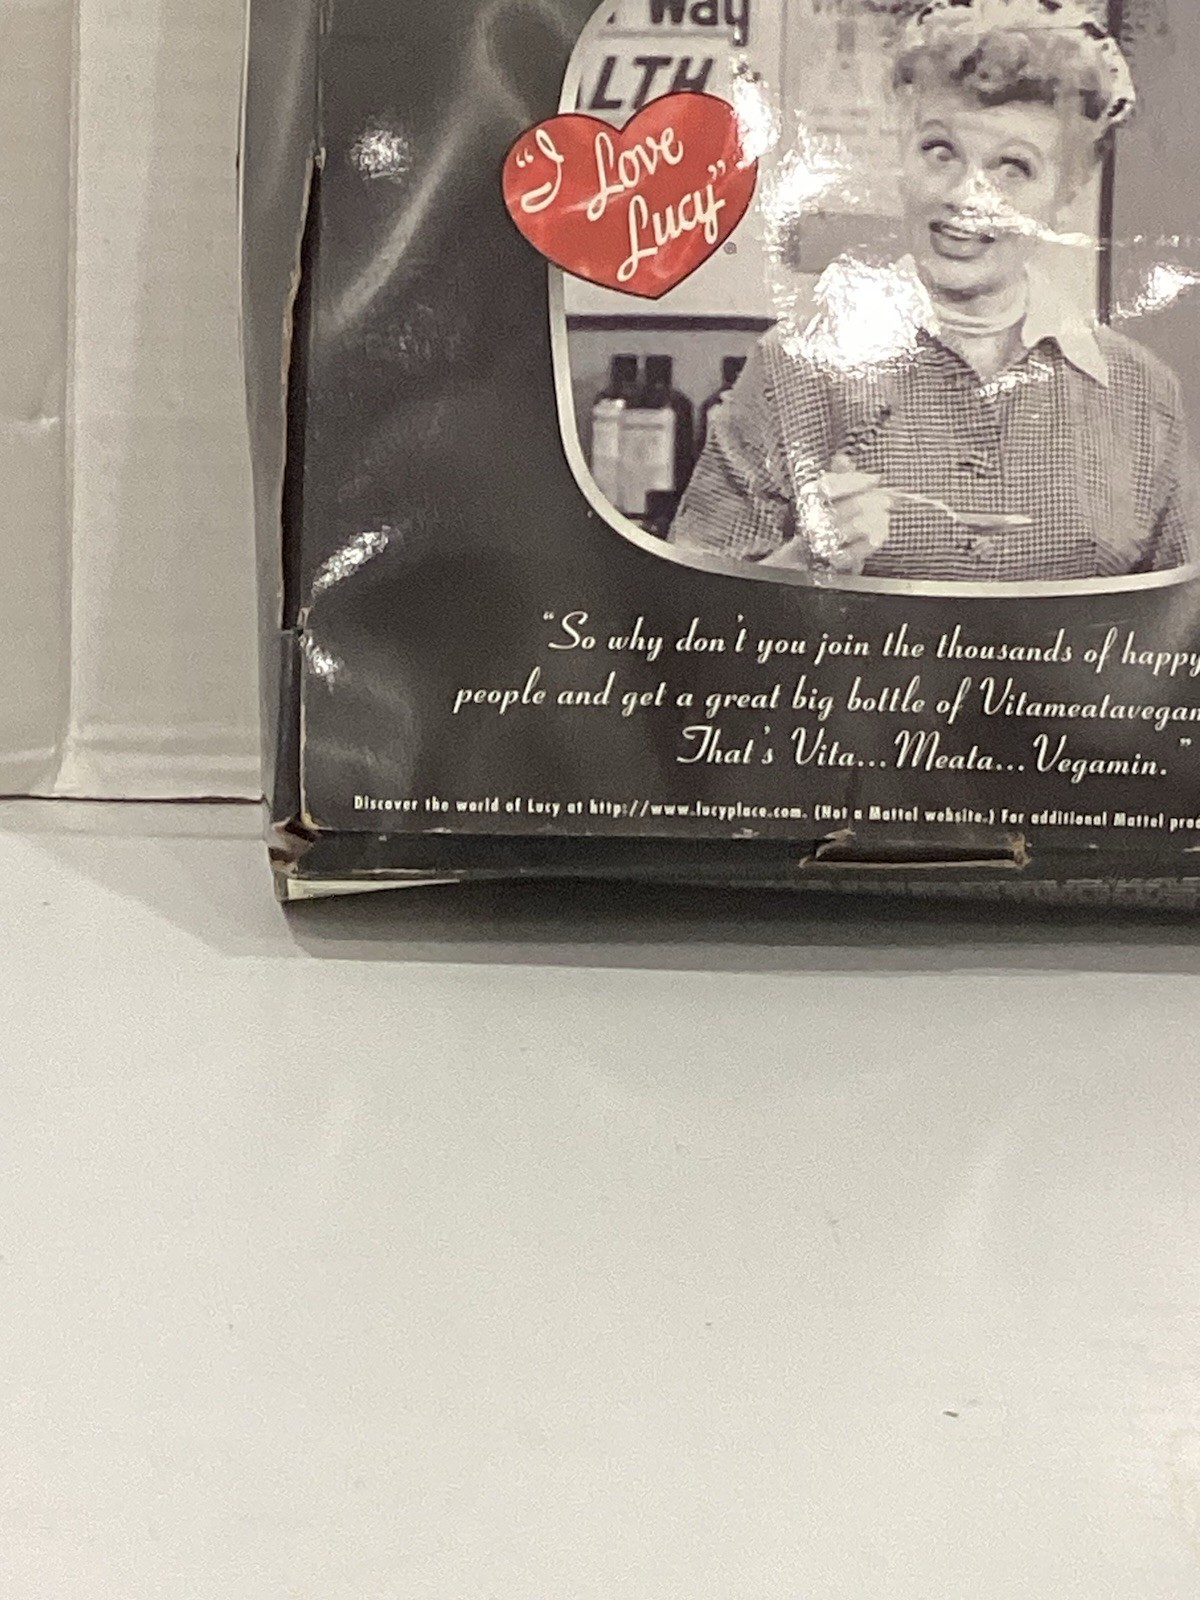 Way
LTH
"I Love
Lucy"®
"So why don't you join the thousands of happy
people and get a great big bottle of Vitameatavegam
That's Vita... Meata... Vegamin."
Discover the world of Lucy at http://www.lucyplace.com. (Not a Mattel website.) For additional Mattel prod